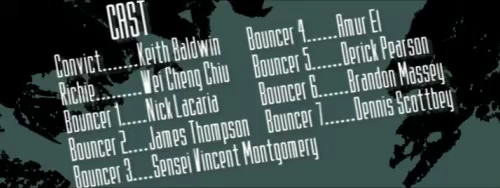 CAST
Convict........Keith Baldwin
Richie..........Wei Cheng Chiu
Bouncer 1.....Nick Lacaria
Bouncer 2.....James Thompson
Bouncer 3....Sensei Vincent Montgomery
Bouncer 4......Amur El
Bouncer 5......Derick Pearson
Bouncer 6......Brandon Massey
Bouncer 7.......Dennis Scottbey